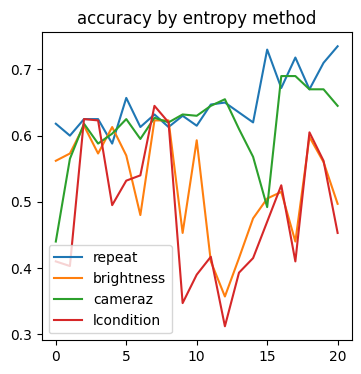 accuracy by entropy method
0.7
0.6
0.5
0.4
0.3
repeat
brightness
cameraz
lcondition
0 5 10 15 20